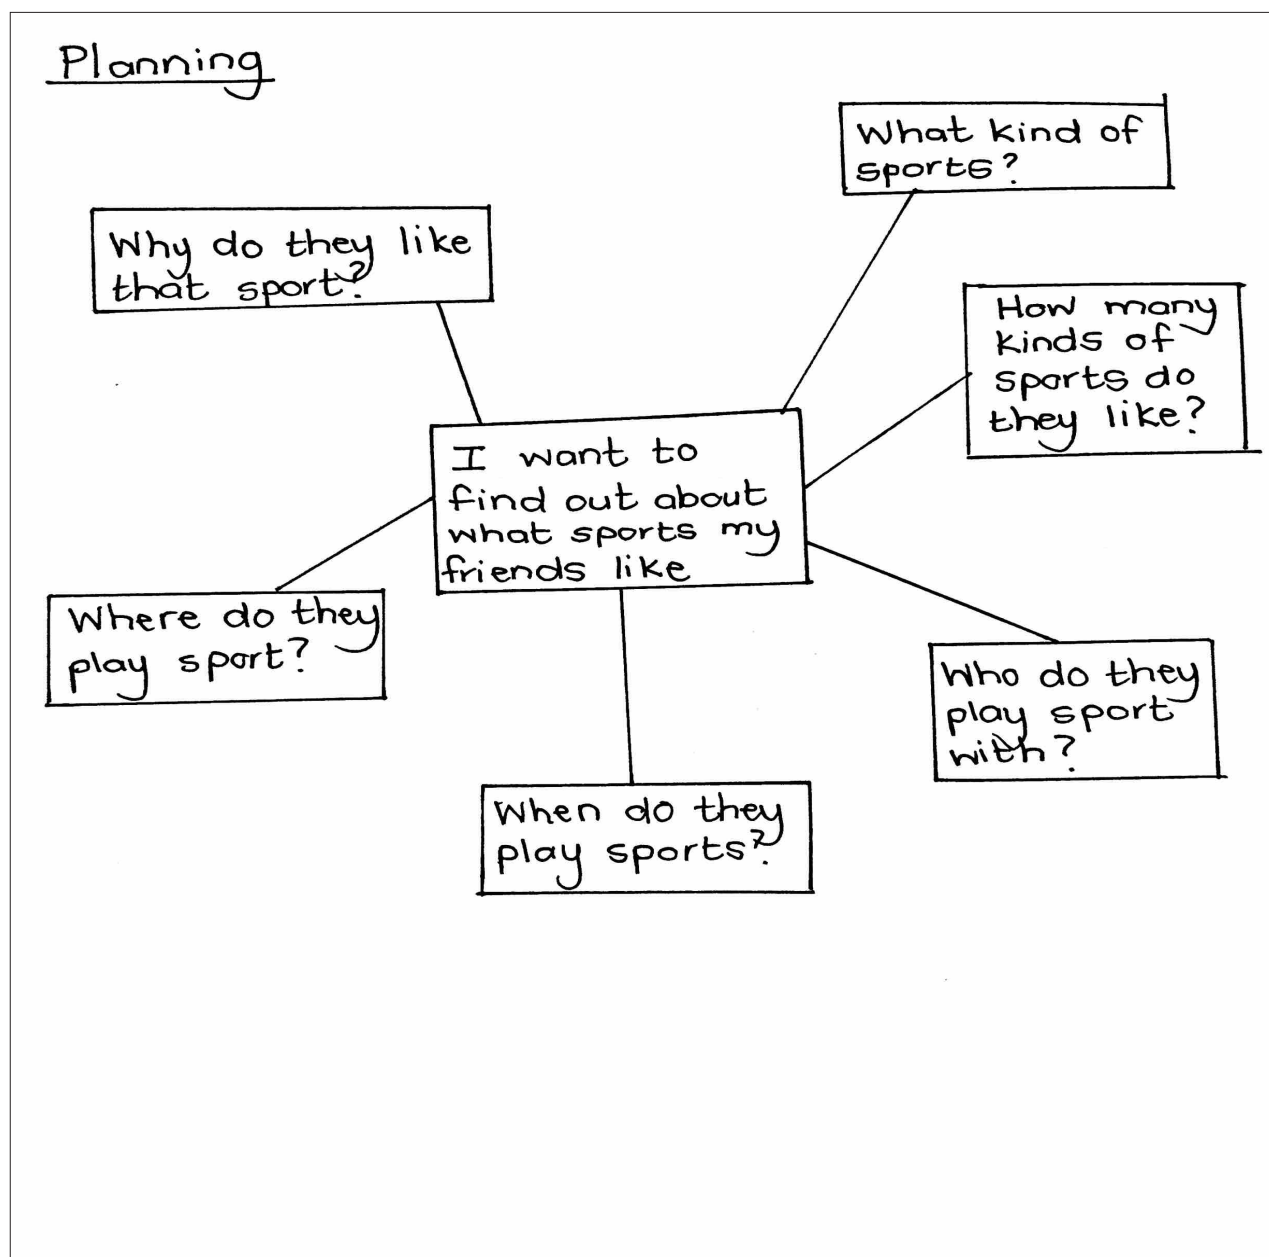 Planning
What kind of
sports?
Why do they like
that sport?
How many
kinds of
sports do
they like?
I want to
find out about
what sports my
friends like
Where do they
play sport?
Who do they
play sport
with?
When do they
play sports?